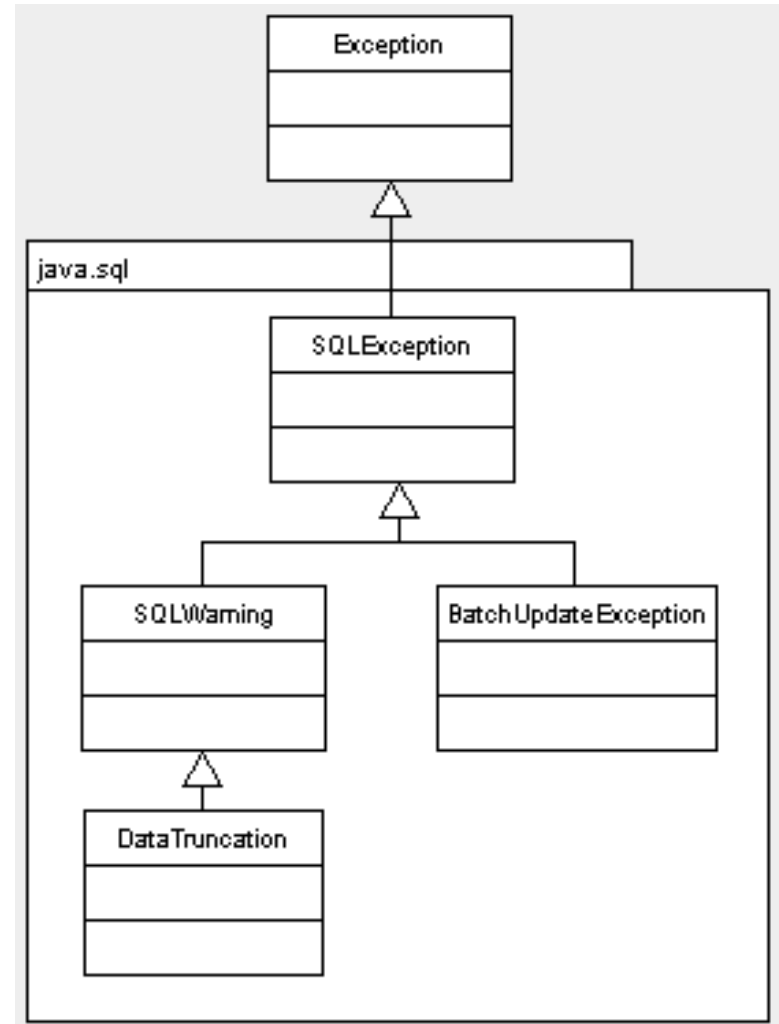 Exception
java.sql
SQLException
SQLWarning
BatchUpdateException
DataTruncation